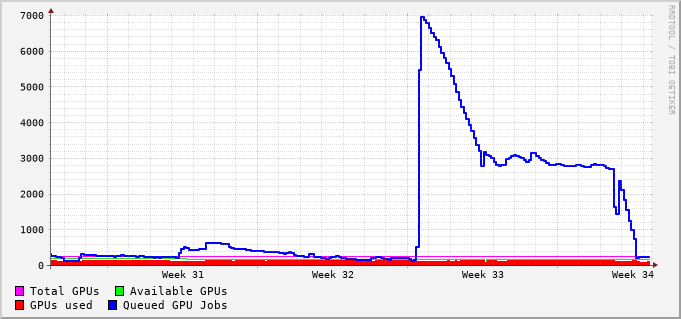 7000
6000
5000
4000
3000
2000
1000
0
Week 31 Week 32 Week 33 Week 34
Total GPUs Available GPUs
GPUs used Queued GPU Jobs
RRDTOOL / TOBI OETIKER